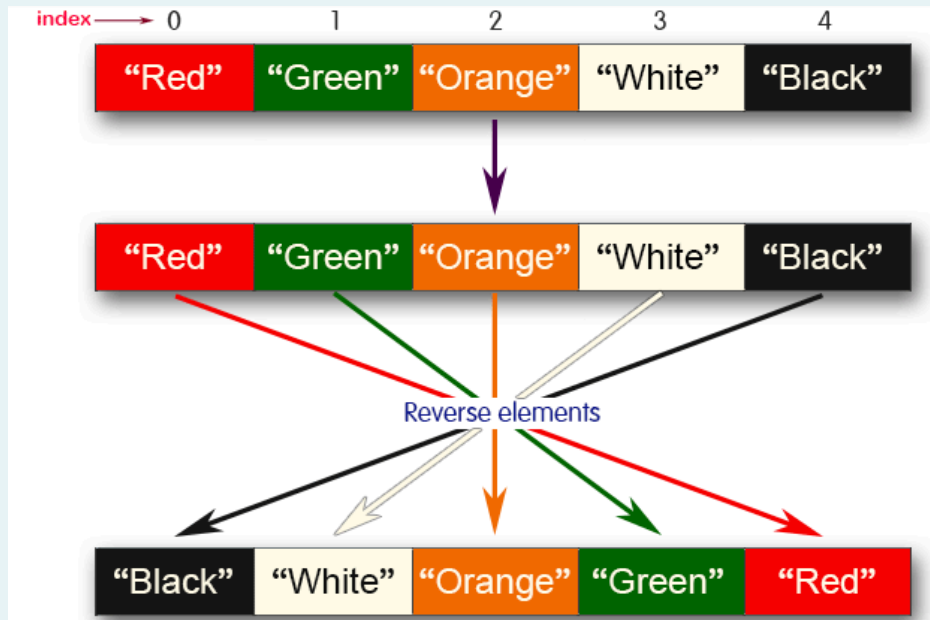 index 0 1 2 3 4
“Red” “Green” “Orange” “White” “Black”
“Red” “Green” “Orange” “White” “Black”
Reverse elements
“Black” “White” “Orange” “Green” “Red”